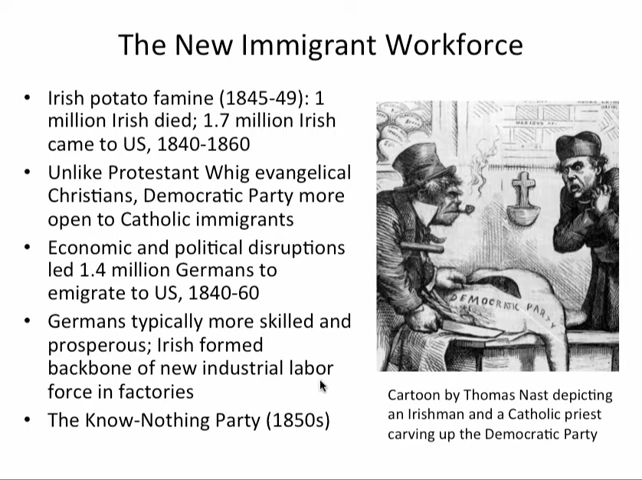 The New Immigrant Workforce
• Irish potato famine (1845-49): 1
million Irish died; 1.7 million Irish
came to US, 1840-1860
• Unlike Protestant Whig evangelical
Christians, Democratic Party more
open to Catholic immigrants
• Economic and political disruptions
led 1.4 million Germans to
emigrate to US, 1840-60
• Germans typically more skilled and
prosperous; Irish formed
backbone of new industrial labor
force in factories
• The Know-Nothing Party (1850s)
DEMOCRATIC PARTY
Cartoon by Thomas Nast depicting
an Irishman and a Catholic priest
carving up the Democratic Party